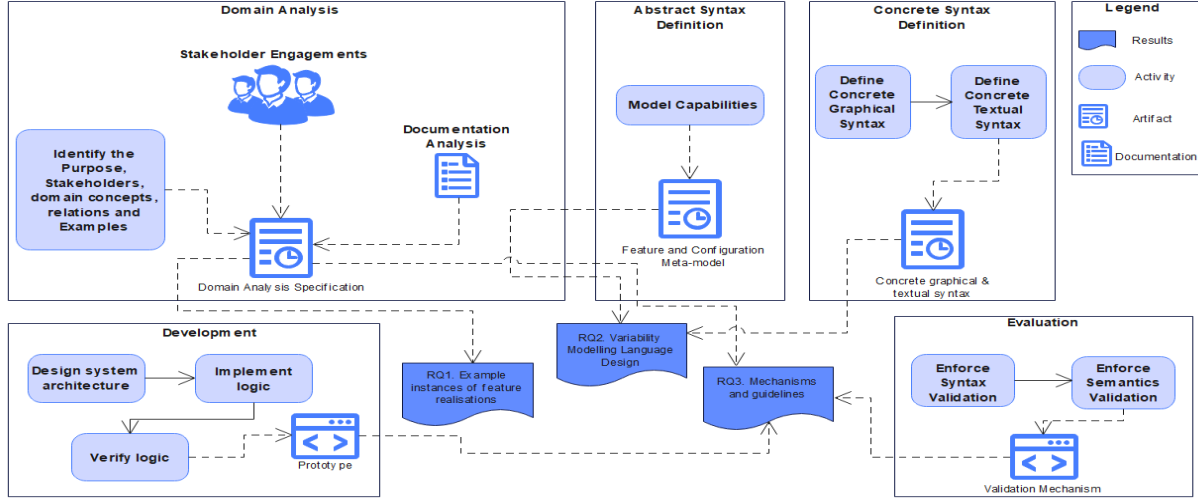 Domain Analysis
Stakeholder Engagements
Identify the
Purpose,
Stakeholders,
domain concepts,
relations and
Examples
Documentation
Analysis
Domain Analysis Specification
Abstract Syntax
Definition
Model Capabilities
Feature and Configuration
Meta-model
Concrete Syntax
Definition
Define
Concrete
Graphical
Syntax
Define
Concrete
Textual
Syntax
Concrete graphical &
textual syntax
Legend
Results
Activity
Artifact
Documentation
Development
Design system
architecture
Implement
logic
Verify logic
Prototype
RQ1. Example
instances of feature
realisations
RQ2. Variability
Modelling Language
Design
RQ3. Mechanisms
and guidelines
Evaluation
Enforce
Syntax
Validation
Enforce
Semantics
Validation
Validation Mechanism